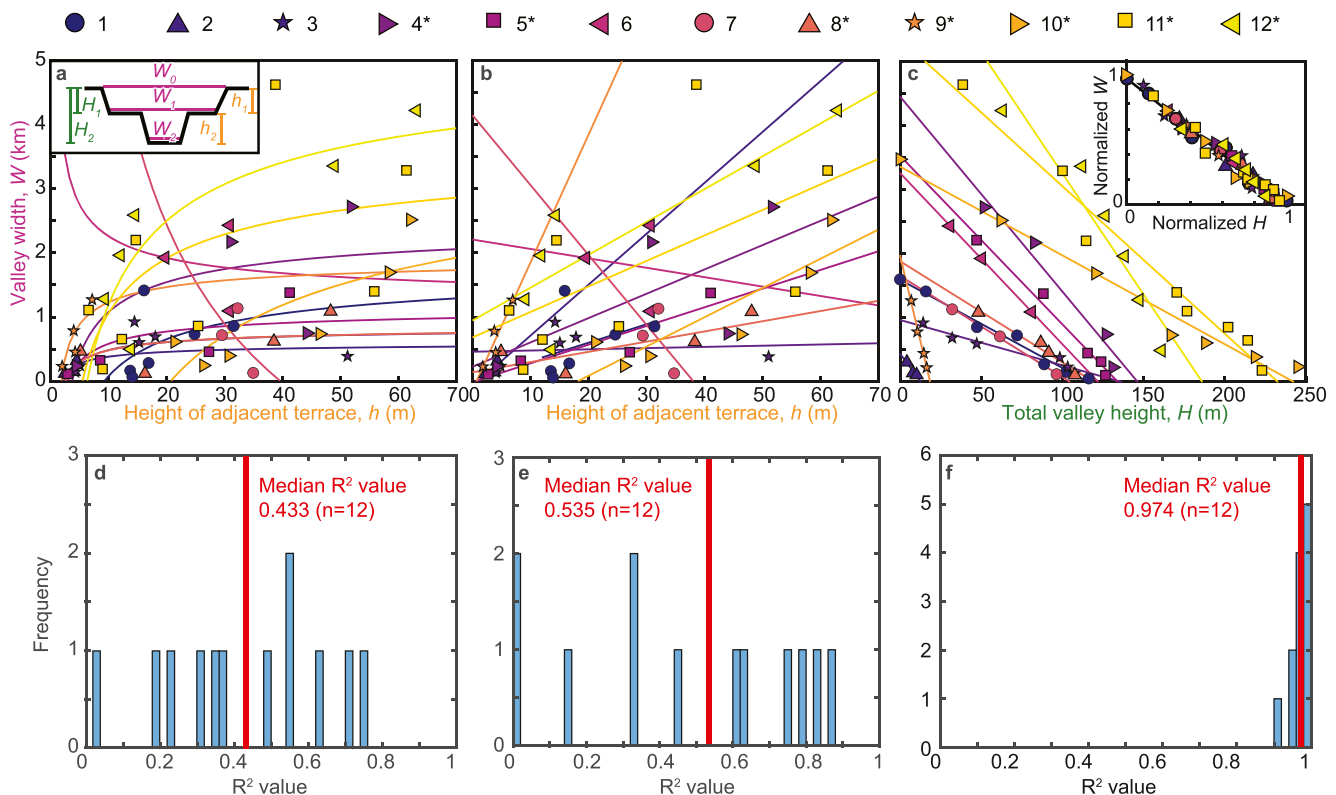 1 2 3 4* 5* 6 7 8* 9* 10* 11* 12*
a
W0
W1
W2
H1
H2
h1
h2
Valley width, W (km)
5
4
3
2
1
0
0 10 20 30 40 50 60 70
Height of adjacent terrace, h (m)
b
0 10 20 30 40 50 60 70
Height of adjacent terrace, h (m)
c
Normalized W
1
0
0 1
Normalized H
0 50 100 150 200 250
Total valley height, H (m)
d
Median R² value
0.433 (n=12)
Frequency
3
2
1
0
0 0.2 0.4 0.6 0.8 1
R² value
e
Median R² value
0.535 (n=12)
3
2
1
0
0 0.2 0.4 0.6 0.8 1
R² value
f
Median R² value
0.974 (n=12)
6
5
4
3
2
1
0
0 0.2 0.4 0.6 0.8 1
R² value